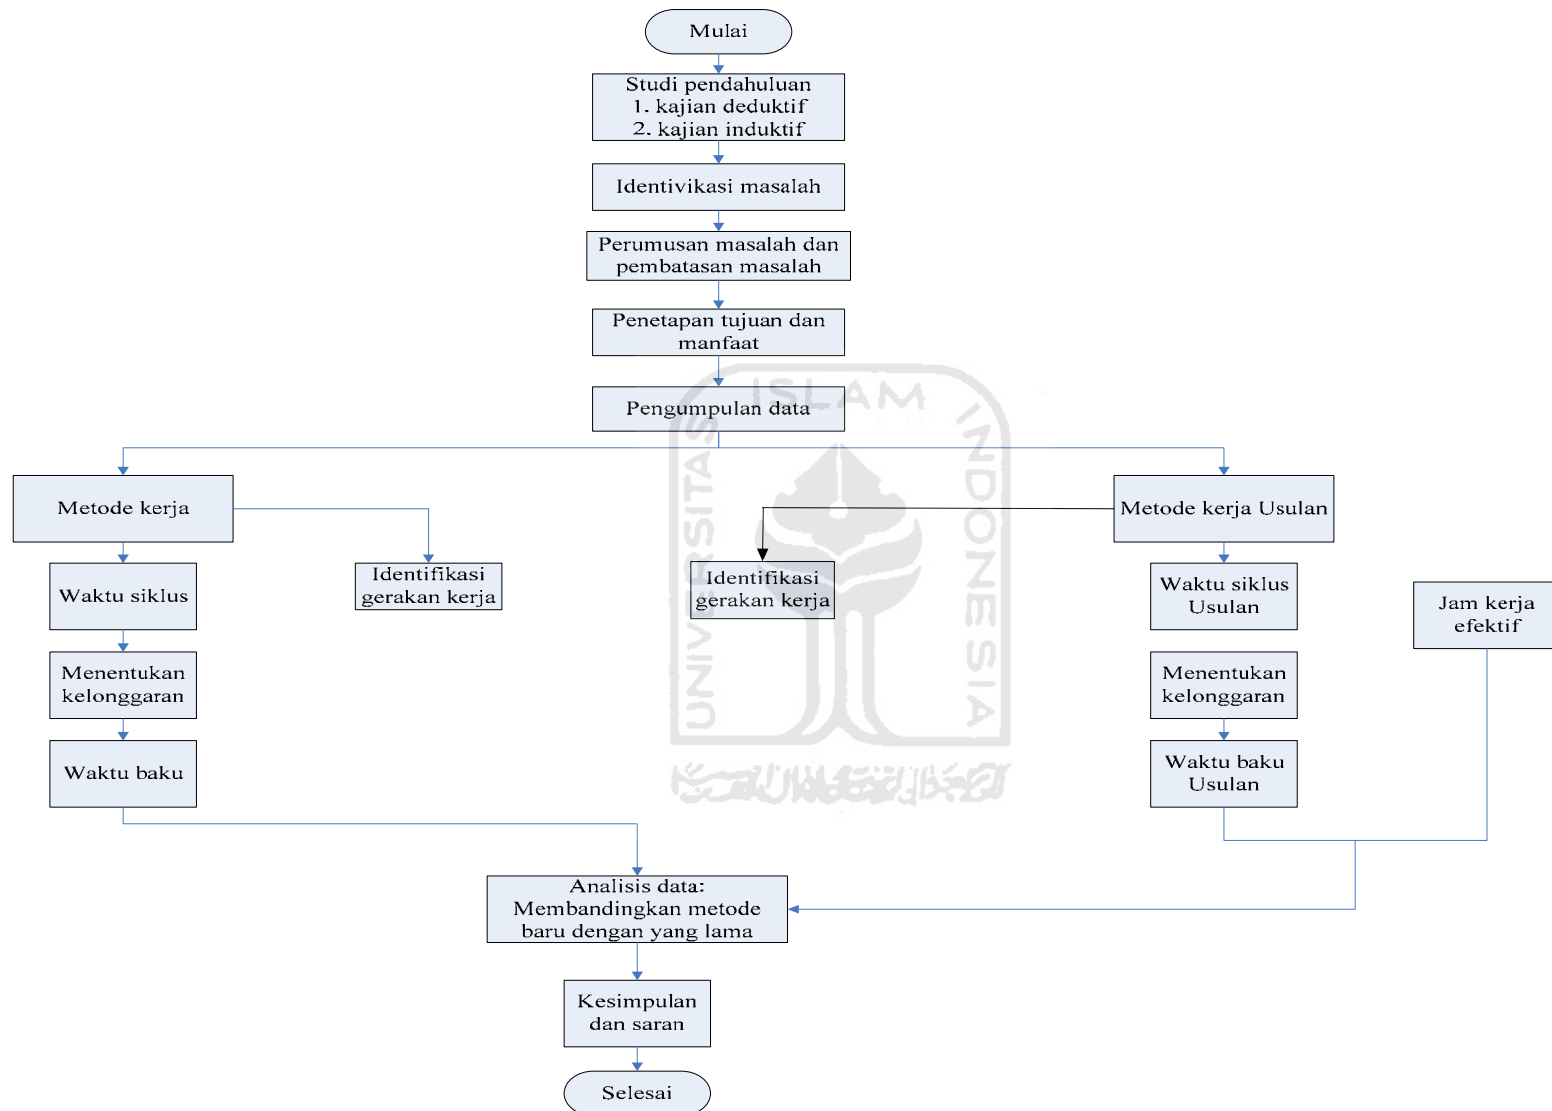 Mulai
Studi pendahuluan
1. kajian deduktif
2. kajian induktif
Identivikasi masalah
Perumusan masalah dan
pembatasan masalah
Penetapan tujuan dan
manfaat
Pengumpulan data
Metode kerja
Identifikasi
gerakan kerja
Waktu siklus
Menentukan
kelonggaran
Waktu baku
Metode kerja Usulan
Identifikasi
gerakan kerja
Waktu siklus
Usulan
Menentukan
kelonggaran
Waktu baku
Usulan
Jam kerja
efektif
Analisis data:
Membandingkan metode
baru dengan yang lama
Kesimpulan
dan saran
Selesai
UNIVERSITAS
ISLAM
INDONESIA